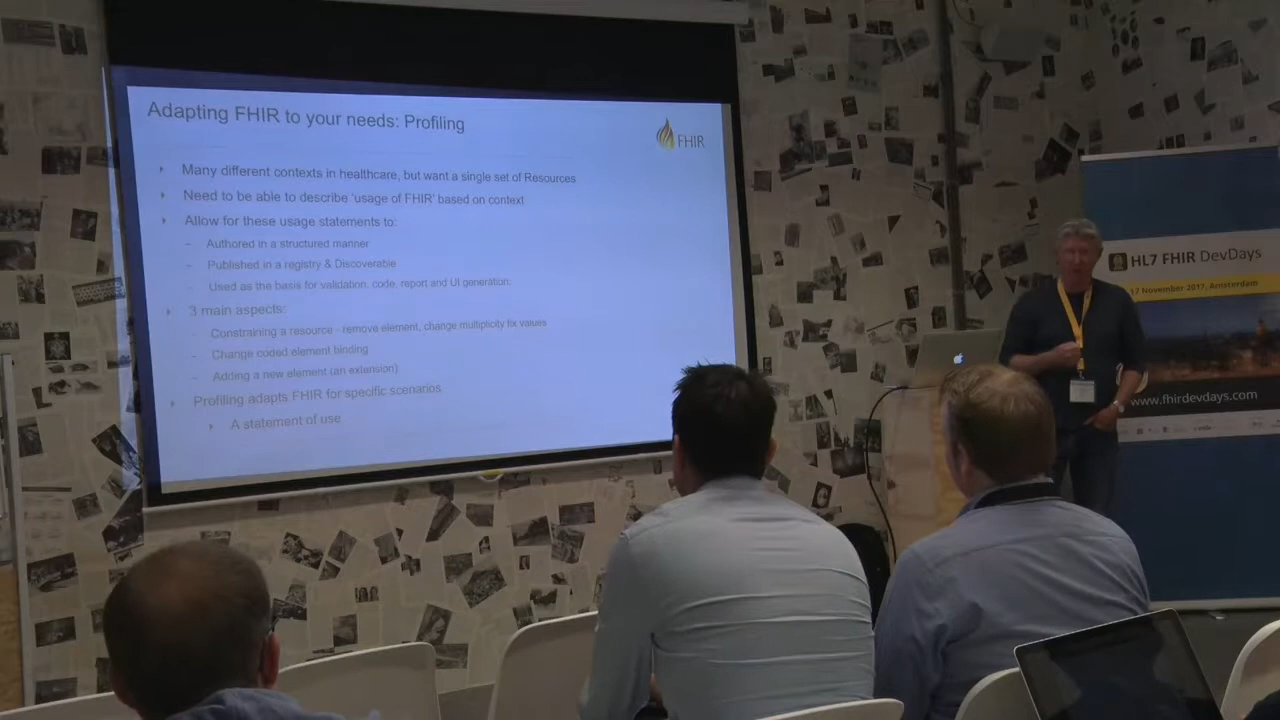 Adapting FHIR to your needs: Profiling
FHIR
Many different contexts in healthcare, but want a single set of Resources
Need to be able to describe 'usage of FHIR' based on context
Allow for these usage statements to:
Authored in a structured manner
Published in a registry & Discoverable
Used as the basis for validation, code, report and UI generation.
3 main aspects:
Constraining a resource - remove element, change multiplicity fix values
Change coded element binding
Adding a new element (an extension)
Profiling adapts FHIR for specific scenarios.
A statement of use
HL7 FHIR DevDays
17 November 2017, Amsterdam
www.fhirdevdays.com